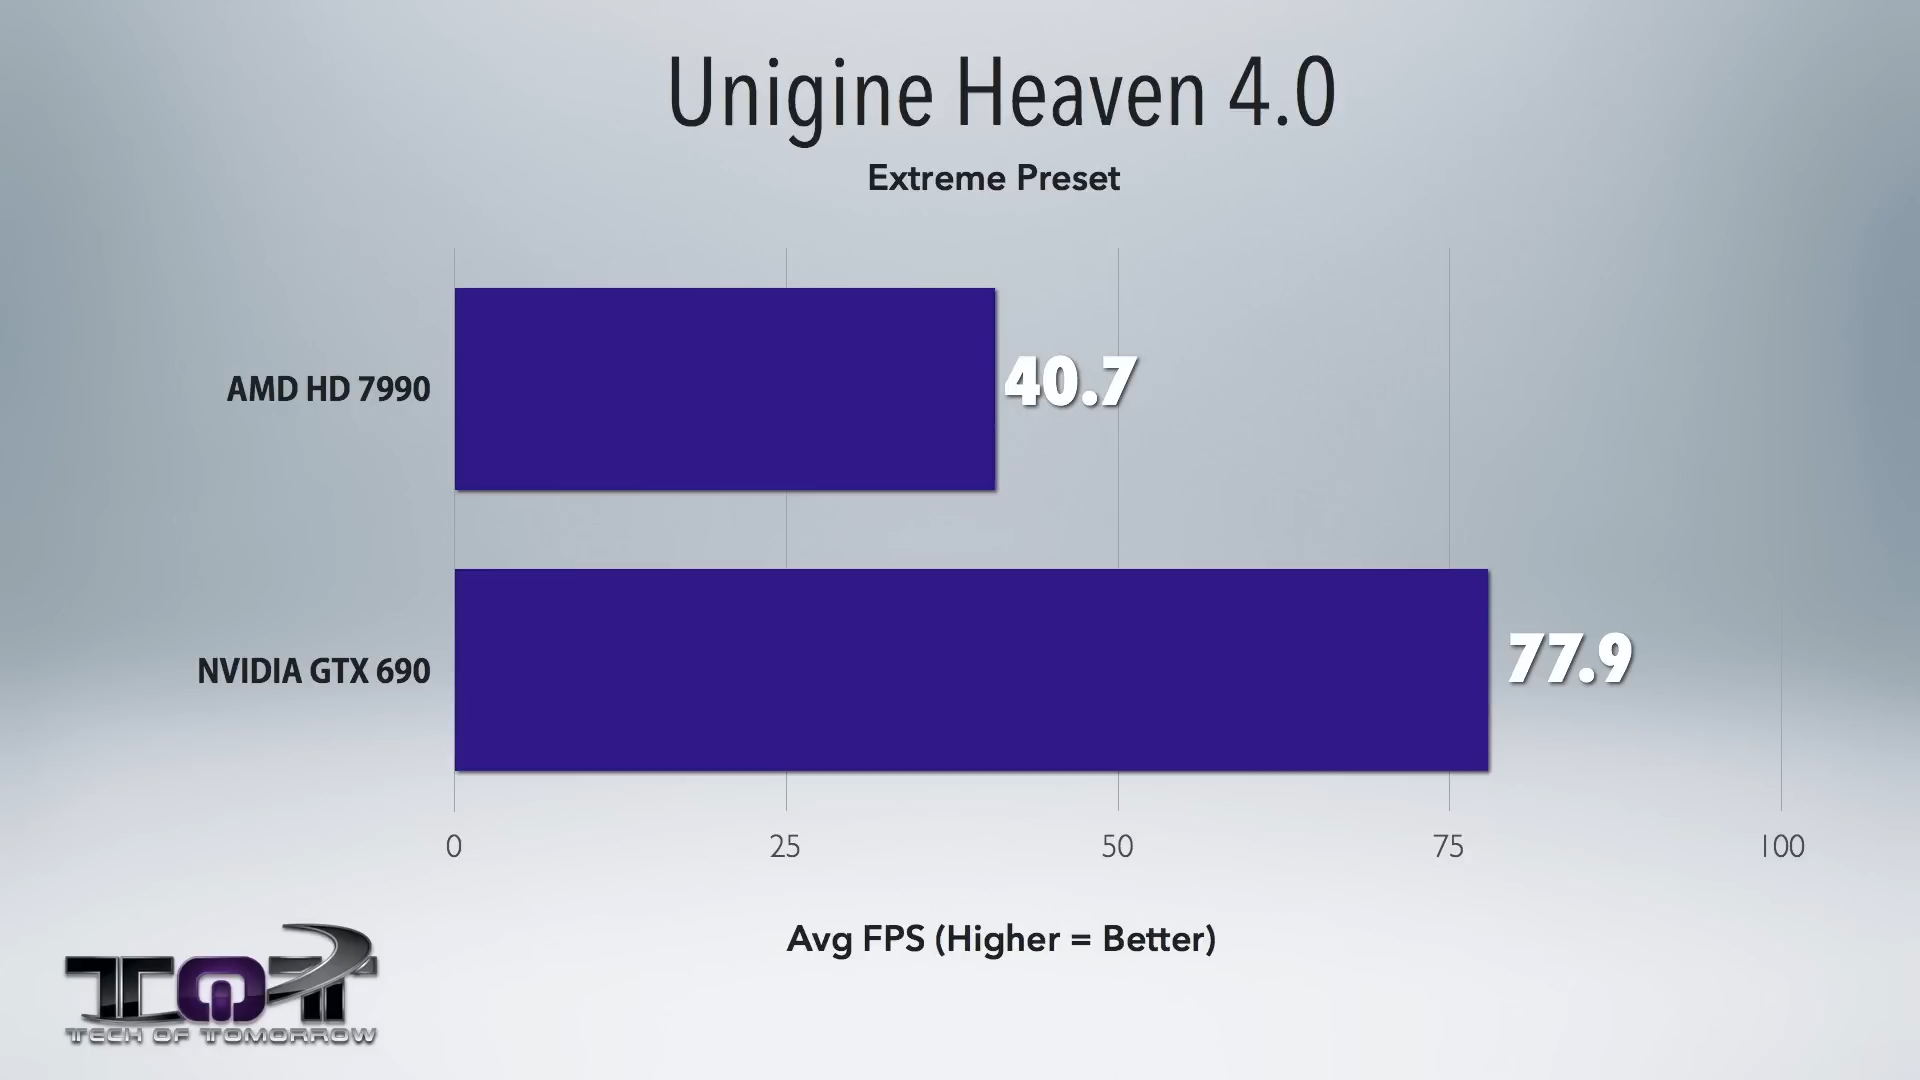 Unigine Heaven 4.0
Extreme Preset
AMD HD 7990
40.7
NVIDIA GTX 690
77.9
0 25 50 75 100
Avg FPS (Higher = Better)
TOT
TECH OF TOMORROW